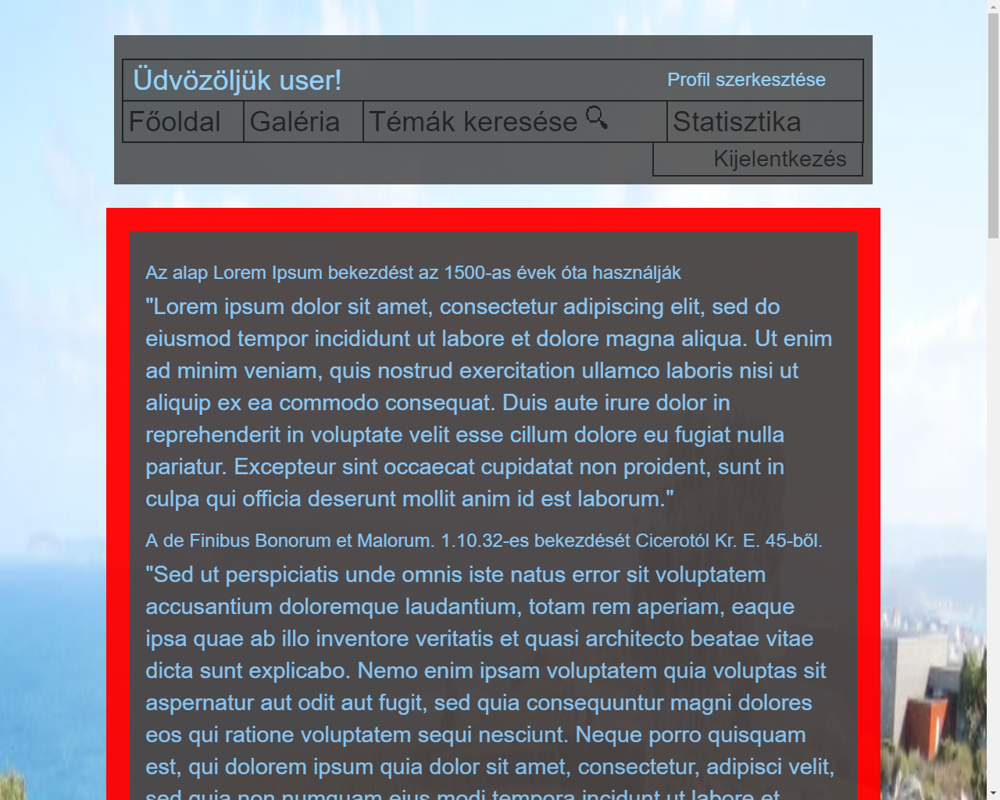 Üdvözöljük user!
Profil szerkesztése
Főoldal
Galéria
Témák keresése
Statisztika
Kijelentkezés
Az alap Lorem Ipsum bekezdést az 1500-as évek óta használják
"Lorem ipsum dolor sit amet, consectetur adipiscing elit, sed do
eiusmod tempor incididunt ut labore et dolore magna aliqua. Ut enim
ad minim veniam, quis nostrud exercitation ullamco laboris nisi ut
aliquip ex ea commodo consequat. Duis aute irure dolor in
reprehenderit in voluptate velit esse cillum dolore eu fugiat nulla
pariatur. Excepteur sint occaecat cupidatat non proident, sunt in
culpa qui officia deserunt mollit anim id est laborum."
A de Finibus Bonorum et Malorum. 1.10.32-es bekezdését Cicerotól Kr. E. 45-ből.
"Sed ut perspiciatis unde omnis iste natus error sit voluptatem
accusantium doloremque laudantium, totam rem aperiam, eaque
ipsa quae ab illo inventore veritatis et quasi architecto beatae vitae
dicta sunt explicabo. Nemo enim ipsam voluptatem quia voluptas sit
aspernatur aut odit aut fugit, sed quia consequuntur magni dolores
eos qui ratione voluptatem sequi nesciunt. Neque porro quisquam
est, qui dolorem ipsum quia dolor sit amet, consectetur, adipisci velit,
sed quia non numquam eius modi tempora incidunt ut labore et